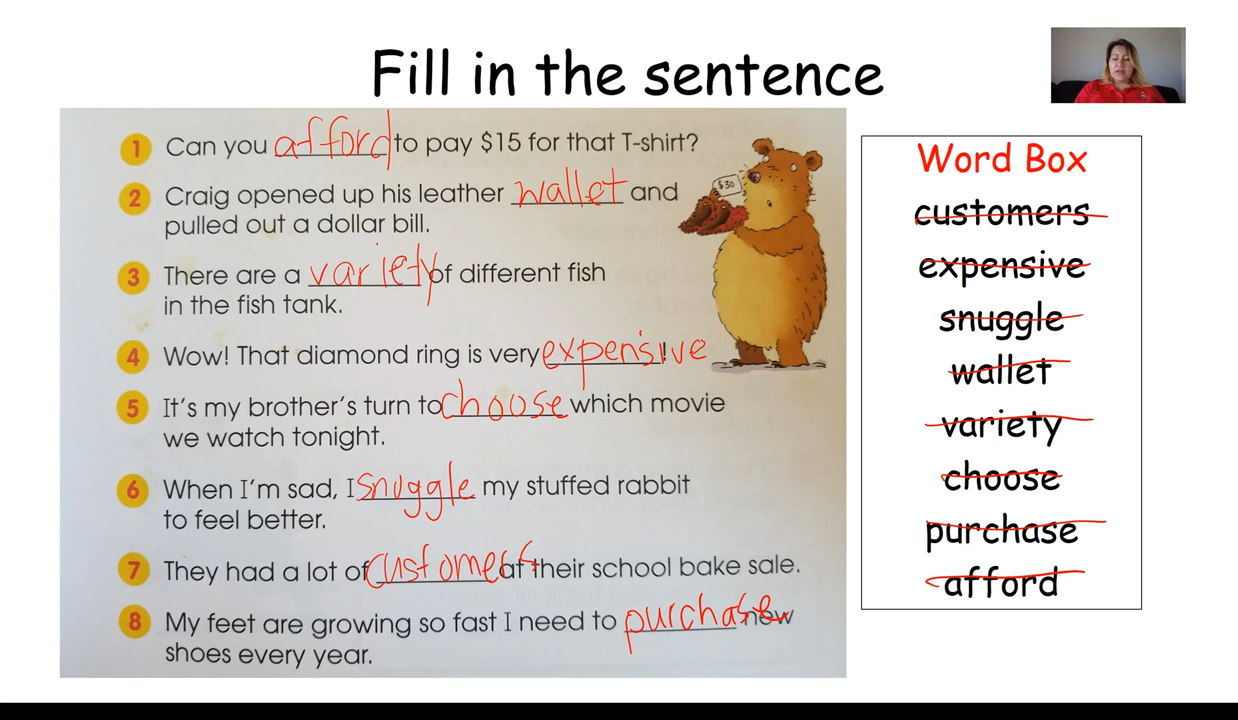 Fill in the sentence
1 Can you afford to pay $15 for that T-shirt?
2 Craig opened up his leather wallet and
pulled out a dollar bill.
3 There are a variety of different fish
in the fish tank.
4 Wow! That diamond ring is very expensive!
5 It's my brother's turn to choose which movie
we watch tonight.
6 When I'm sad, I snuggle my stuffed rabbit
to feel better.
7 They had a lot of customers at their school bake sale.
8 My feet are growing so fast I need to purchase new
shoes every year.
$30
Word Box
customers
expensive
snuggle
wallet
variety
choose
purchase
afford